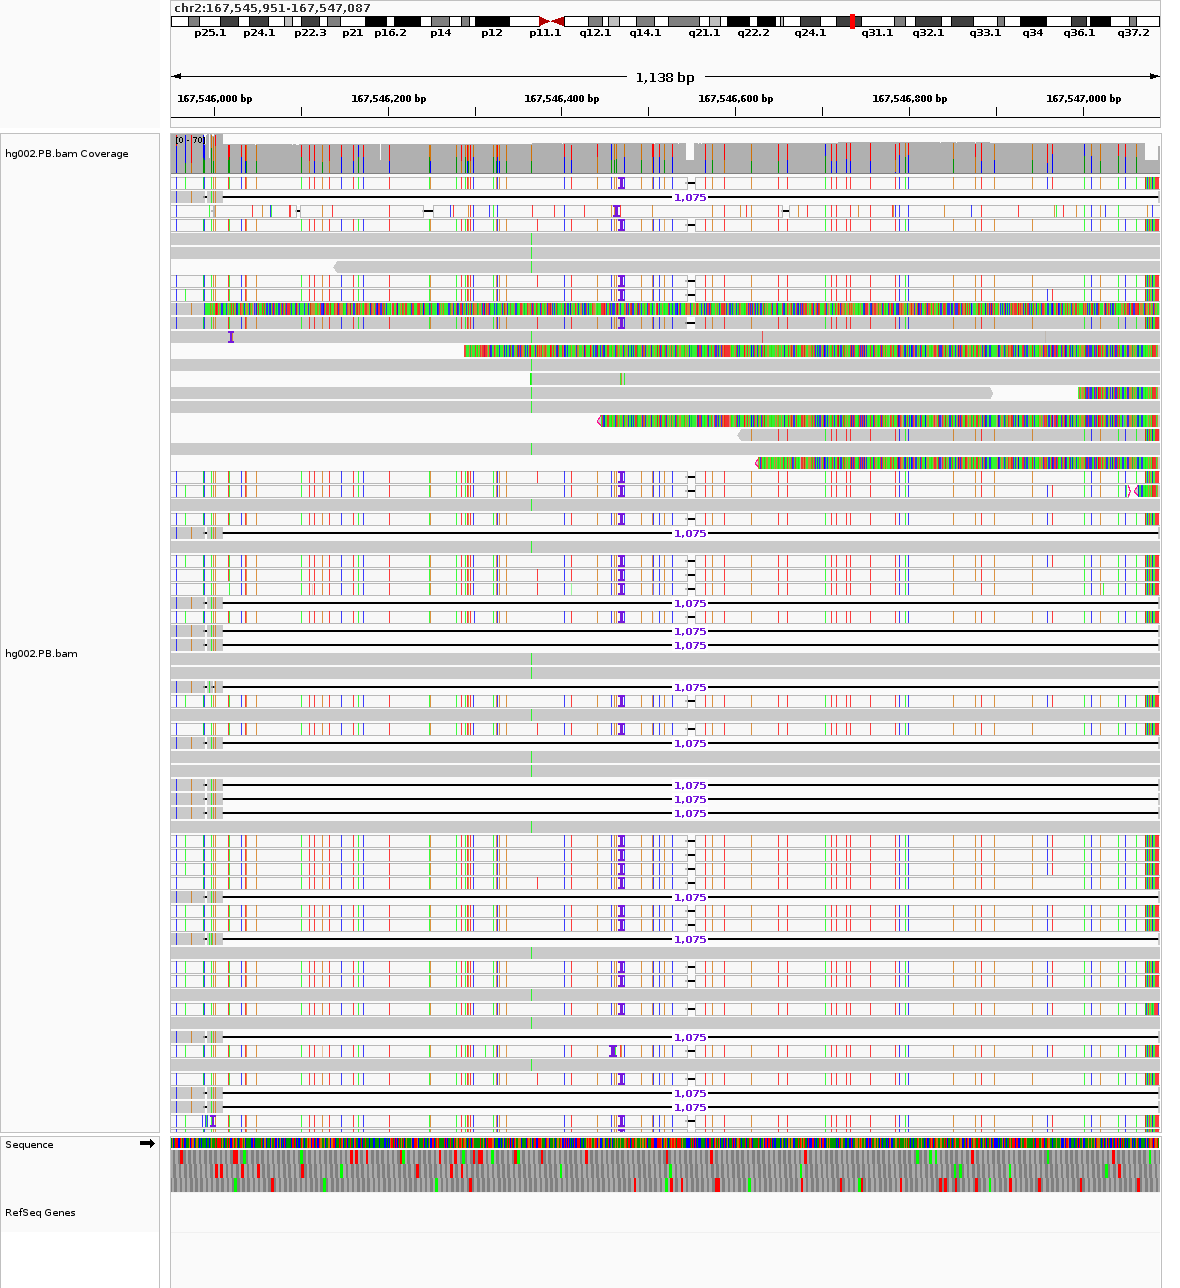 chr2:167,545,951-167,547,087
p25.1 p24.1 p22.3 p21 p16.2 p14 p12 p11.1 q12.1 q14.1 q21.1 q22.2 q24.1 q31.1 q32.1 q33.1 q34 q36.1 q37.2
1,138 bp
167,546,000 bp 167,546,200 bp 167,546,400 bp 167,546,600 bp 167,546,800 bp 167,547,000 bp
[0 - 70]
hg002.PB.bam Coverage
1,075
1,075
1,075
1,075
1,075
hg002.PB.bam
1,075
1,075
1,075
1,075
1,075
1,075
1,075
1,075
1,075
1,075
Sequence
RefSeq Genes